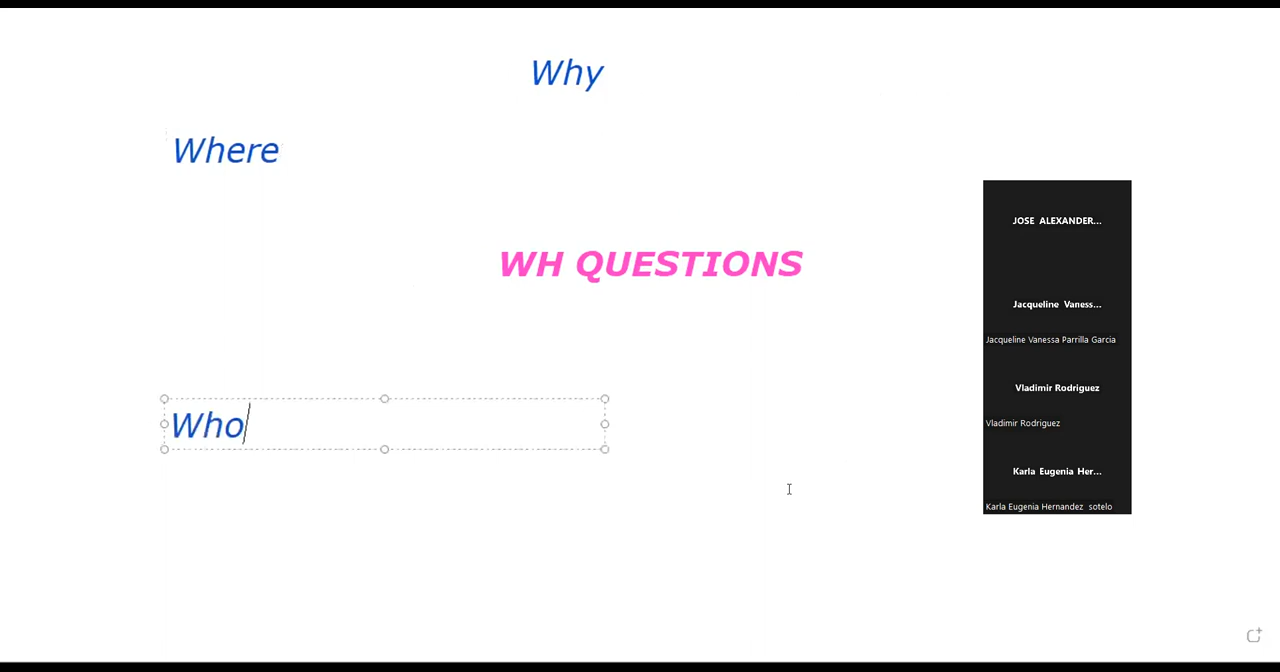 Why
Where
WH QUESTIONS
Who
JOSE ALEXANDER...
Jacqueline Vaness...
Jacqueline Vanessa Parrilla Garcia
Vladimir Rodriguez
Vladimir Rodriguez
Karla Eugenia Her...
Karla Eugenia Hernandez sotelo